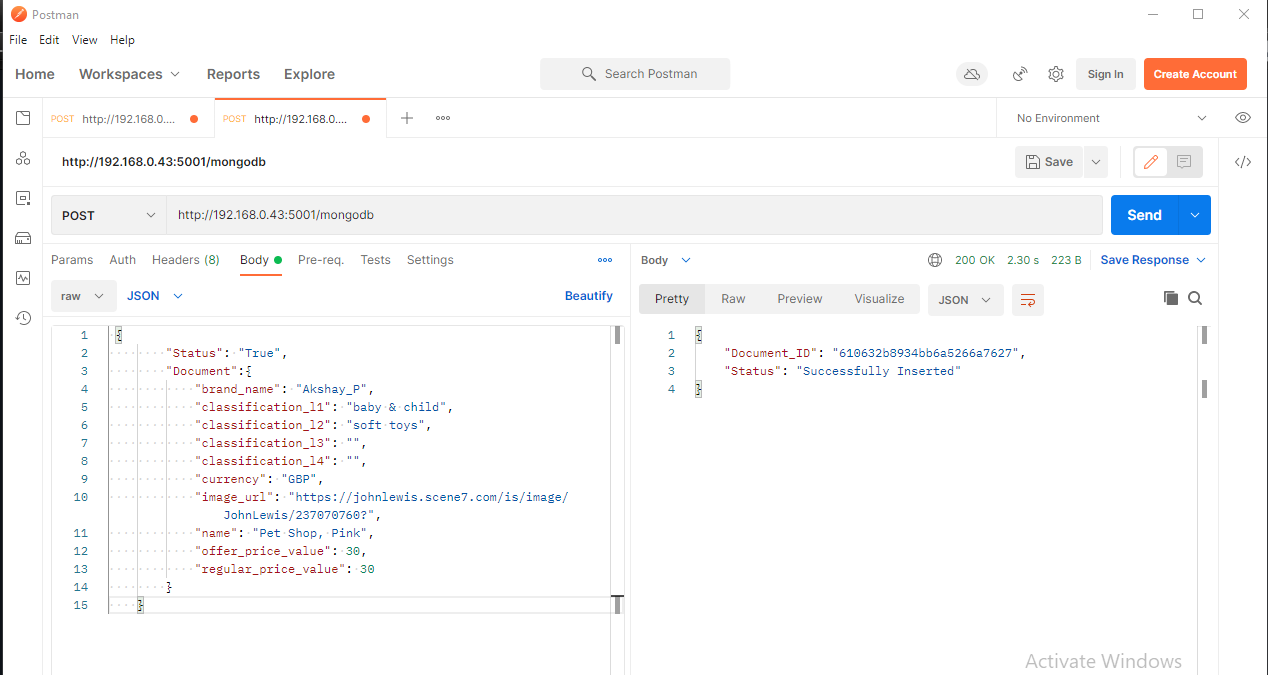 Postman
File Edit View Help
Home Workspaces Reports Explore Search Postman Sign In Create Account
POST http://192.168.0.... POST http://192.168.0.... No Environment
http://192.168.0.43:5001/mongodb Save
POST http://192.168.0.43:5001/mongodb Send
Params Auth Headers (8) Body Pre-req. Tests Settings
raw JSON Beautify
1 {
2 "Status": "True",
3 "Document":{
4 "brand_name": "Akshay_P",
5 "classification_l1": "baby & child",
6 "classification_l2": "soft toys",
7 "classification_l3": "",
8 "classification_l4": "",
9 "currency": "GBP",
10 "image_url": "https://johnlewis.scene7.com/is/image/
JohnLewis/237070760?",
11 "name": "Pet Shop, Pink",
12 "offer_price_value": 30,
13 "regular_price_value": 30
14 }
15 }
Body 200 OK 2.30 s 223 B Save Response
Pretty Raw Preview Visualize JSON
1 {
2 "Document_ID": "610632b8934bb6a5266a7627",
3 "Status": "Successfully Inserted"
4 }
Activate Windows